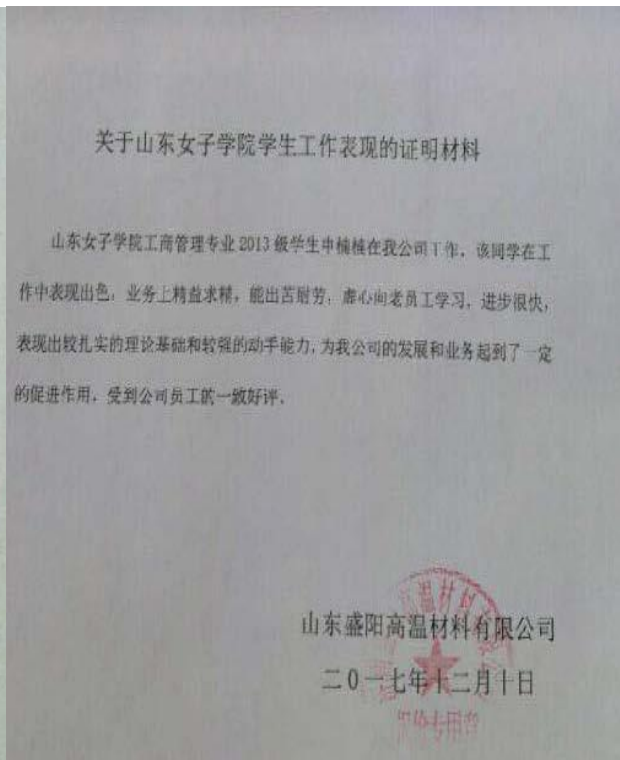 关于山东女子学院学生工作表现的证明材料
山东女子学院工商管理专业 2013 级学生申楠楠在我公司工作，该同学在工
作中表现出色，业务上精益求精，能出苦耐劳，虚心向老员工学习，进步很快，
表现出较扎实的理论基础和较强的动手能力，为我公司的发展和业务起到了一定
的促进作用，受到公司员工的一致好评。
山东盛阳高温材料有限公司
二0一七年十二月十日